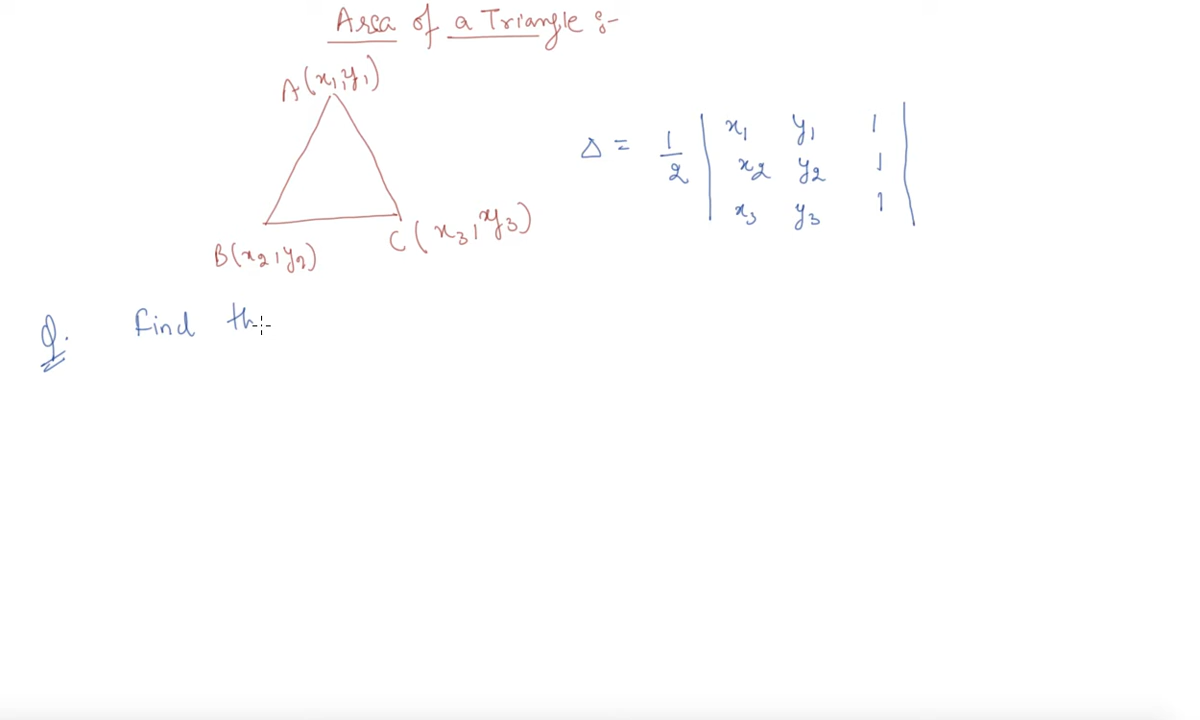 Area of a Triangle :-
A(x₁,y₁)
B(x₂,y₂)
C(x₃,y₃)
Δ = 1/2 | x₁ y₁ 1 |
| x₂ y₂ 1 |
| x₃ y₃ 1 |
Q. Find th